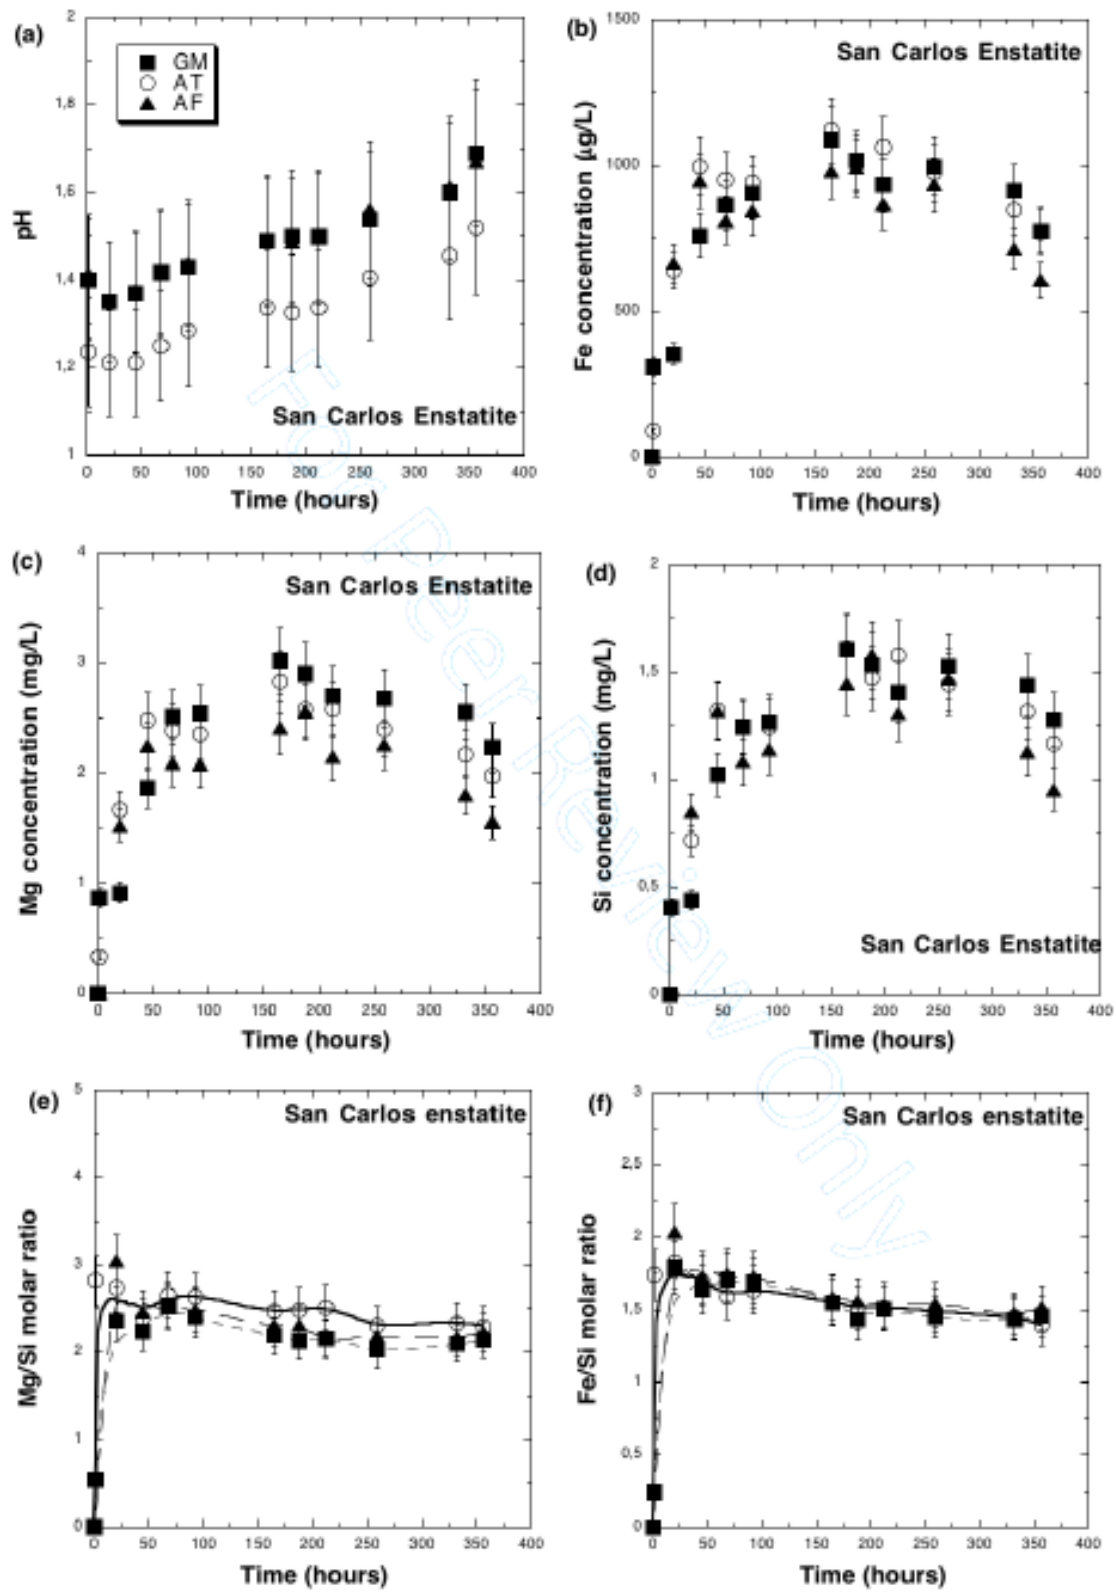 (a)
2
1,8
1,6
1,4
1,2
1
pH
GM
AT
AF
San Carlos Enstatite
0 50 100 150 200 250 300 350 400
Time (hours)
(b)
1500
1000
500
0
Fe concentration (µg/L)
San Carlos Enstatite
0 50 100 150 200 250 300 350 400
Time (hours)
(c)
4
3
2
1
0
Mg concentration (mg/L)
San Carlos Enstatite
0 50 100 150 200 250 300 350 400
Time (hours)
(d)
2
1,5
1
0,5
0
Si concentration (mg/L)
San Carlos Enstatite
0 50 100 150 200 250 300 350 400
Time (hours)
(e)
5
4
3
2
1
0
Mg/Si molar ratio
San Carlos enstatite
0 50 100 150 200 250 300 350 400
Time (hours)
(f)
3
2,5
2
1,5
1
0,5
0
Fe/Si molar ratio
San Carlos enstatite
0 50 100 150 200 250 300 350 400
Time (hours)
For Peer Review Only